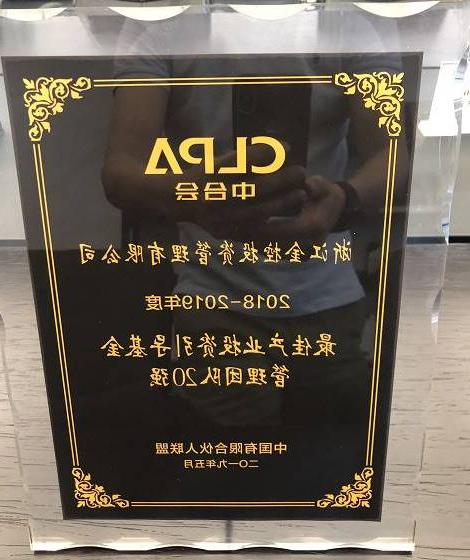 CLPA
中合会
浙江金控投资管理有限公司
2018-2019年度
最佳产业投资引导基金
管理团队20强
中国有限合伙人联盟
二〇一九年五月